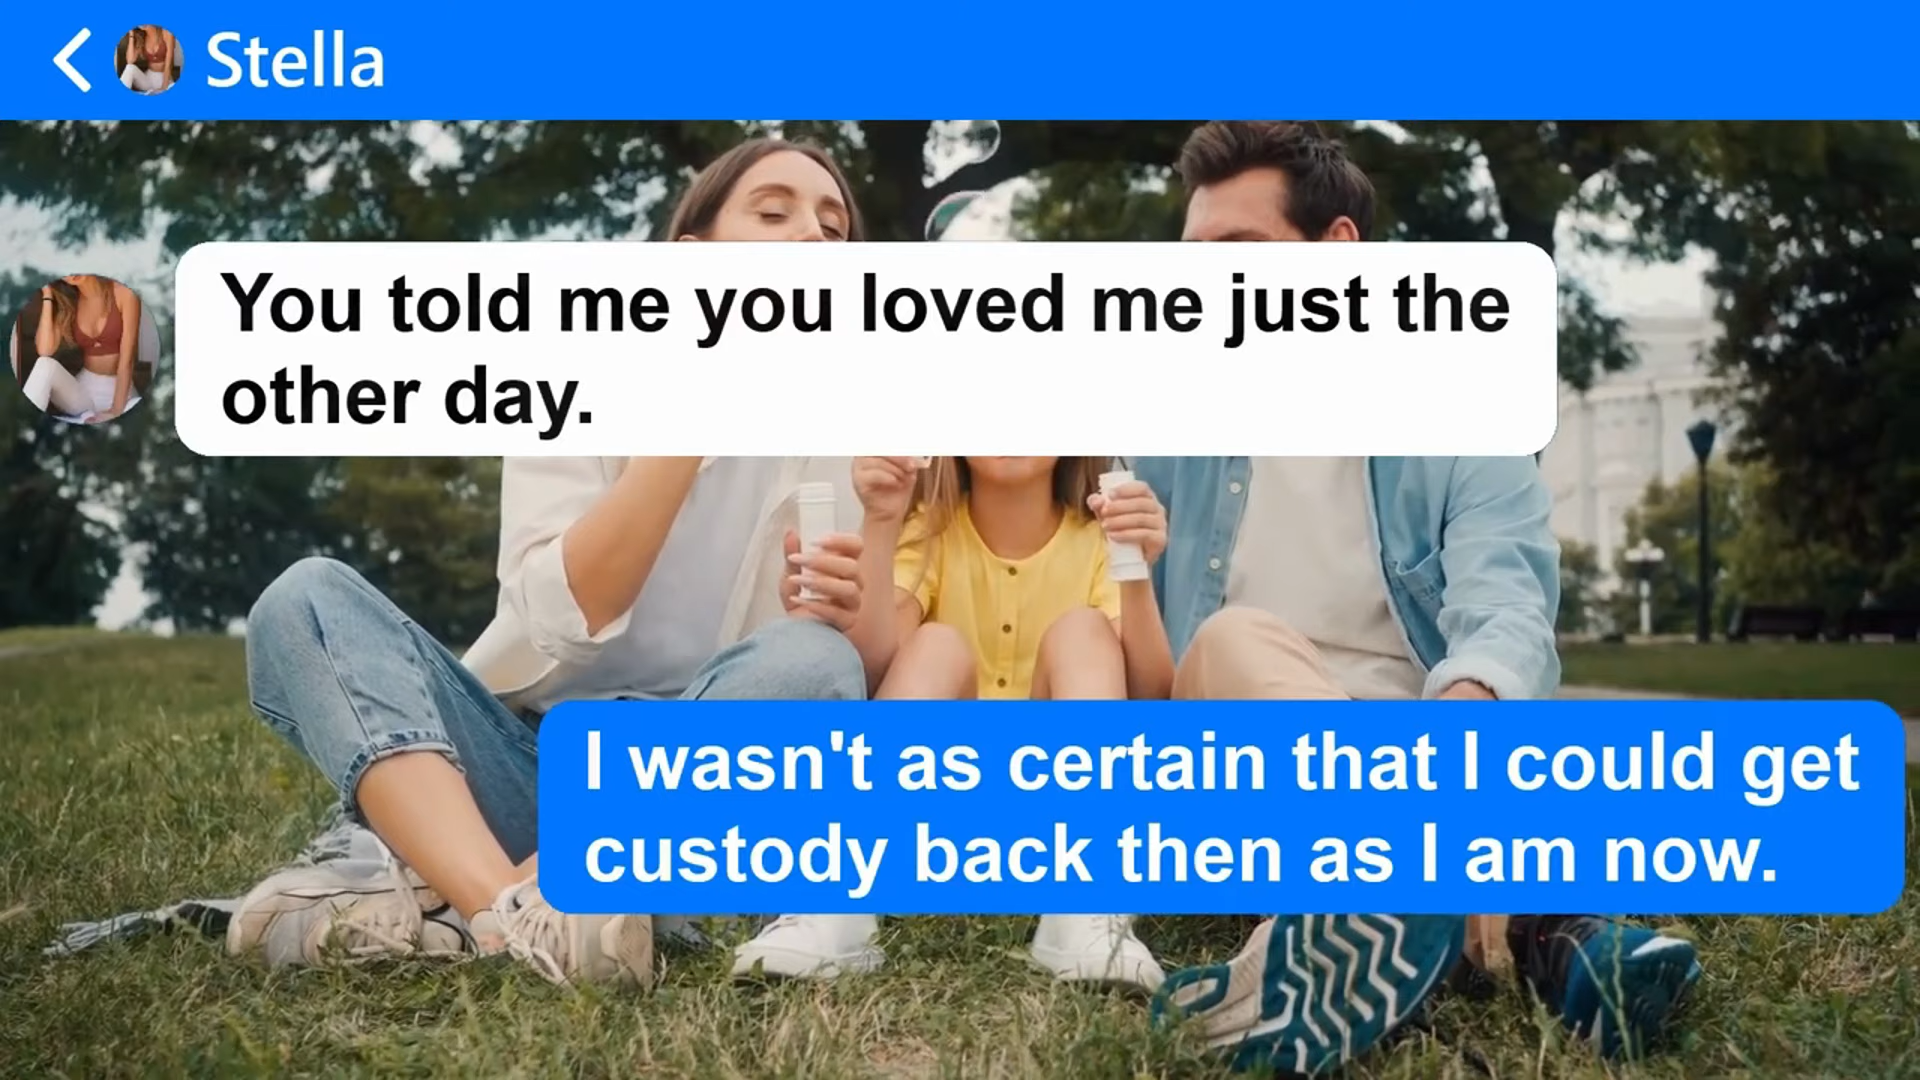 Stella
You told me you loved me just the
other day.
I wasn't as certain that I could get
custody back then as I am now.